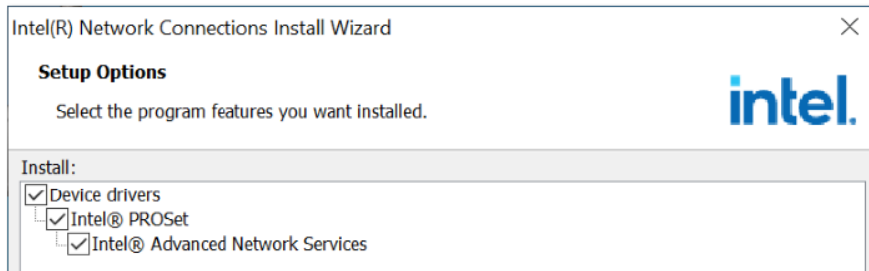 Intel(R) Network Connections Install Wizard
Setup Options
Select the program features you want installed.
intel.
Install:
Device drivers
Intel® PROSet
Intel® Advanced Network Services